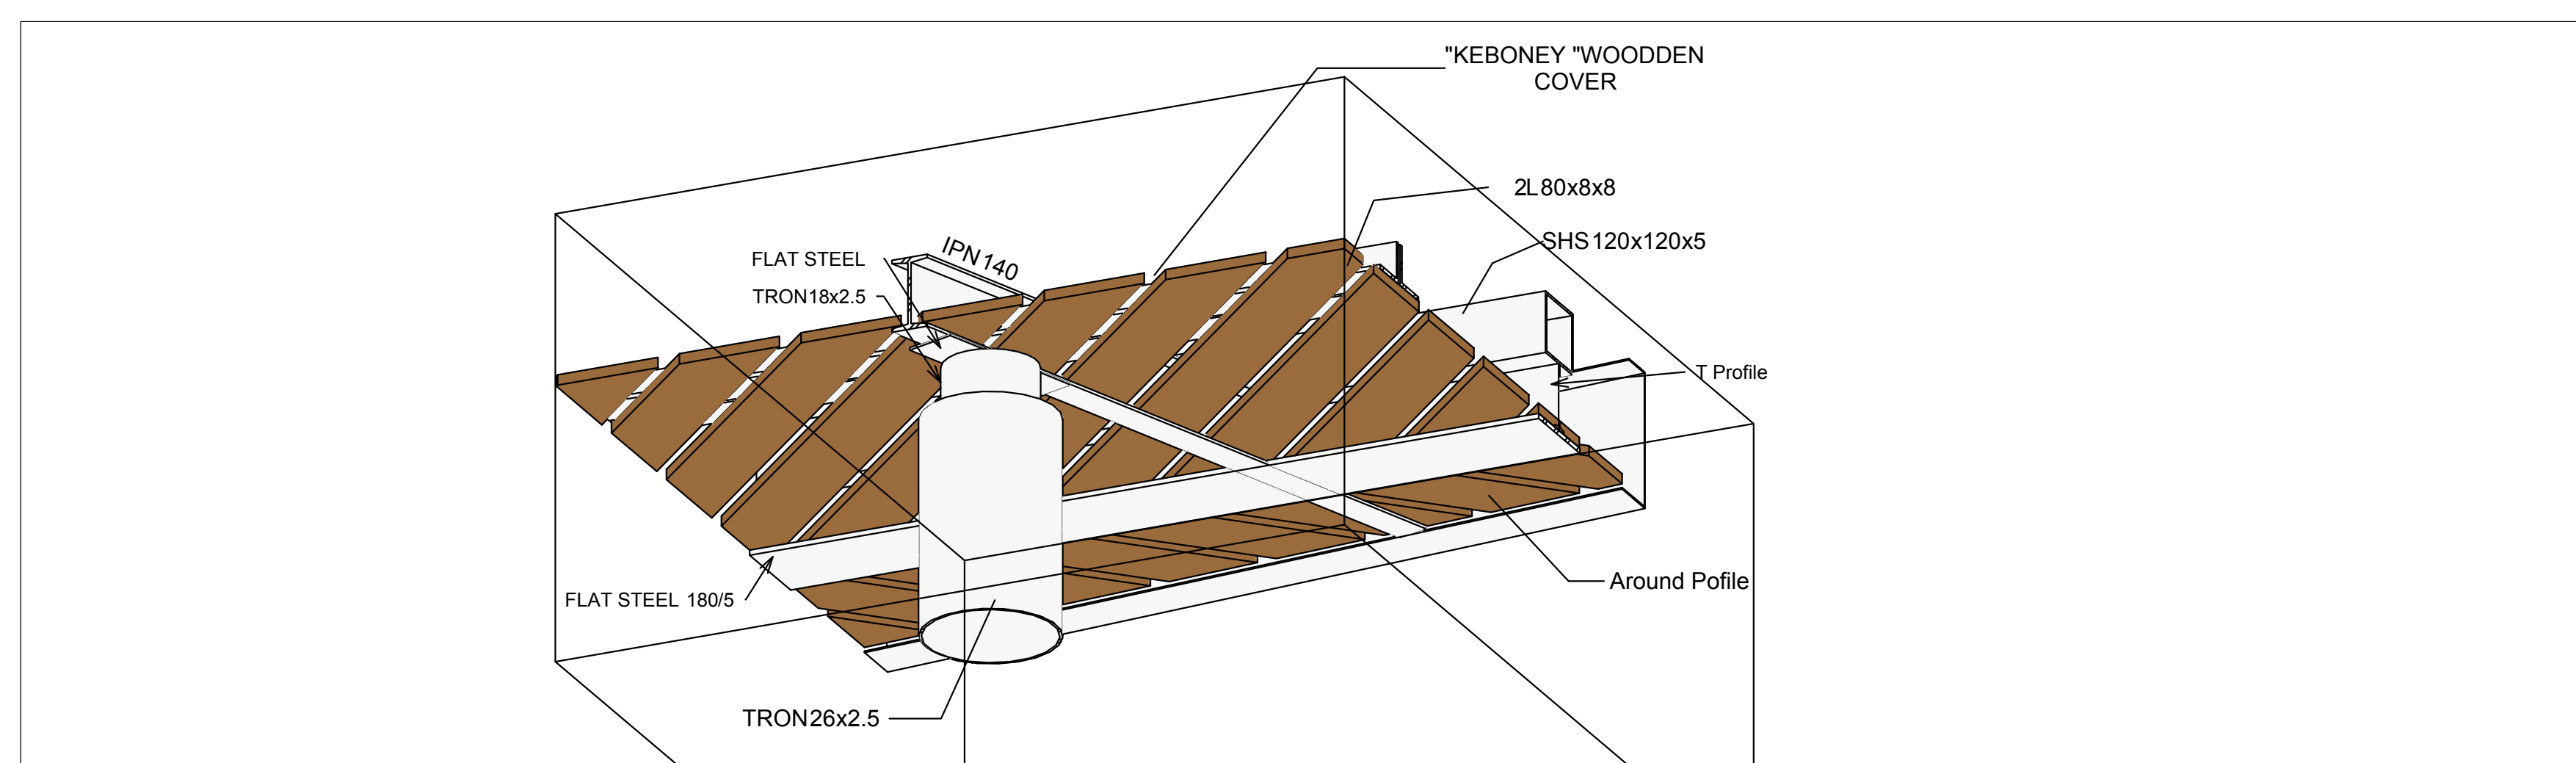 "KEBONEY "WOODDEN
COVER
2L80x8x8
SHS120x120x5
IPN140
FLAT STEEL
TRON18x2.5
T Profile
Around Pofile
FLAT STEEL 180/5
TRON26x2.5